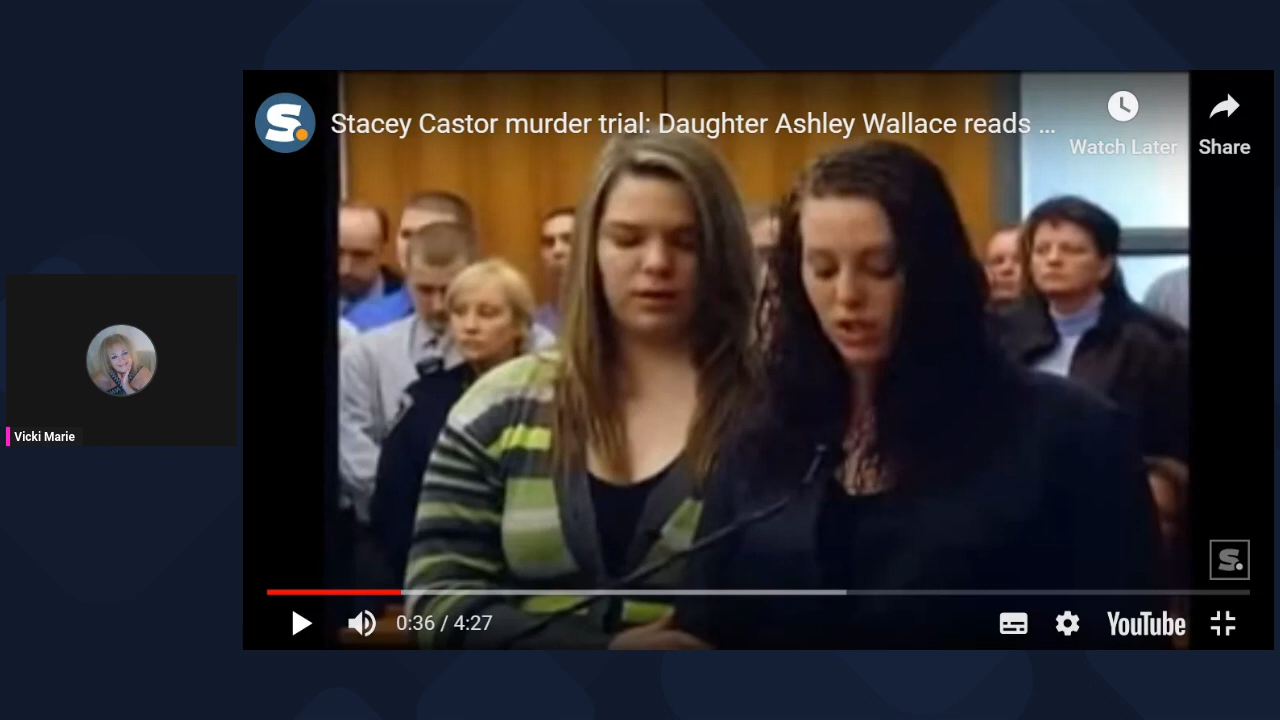 Stacey Castor murder trial: Daughter Ashley Wallace reads ...
Watch Later
Share
S.
S.
Vicki Marie
0:36 / 4:27
YouTube